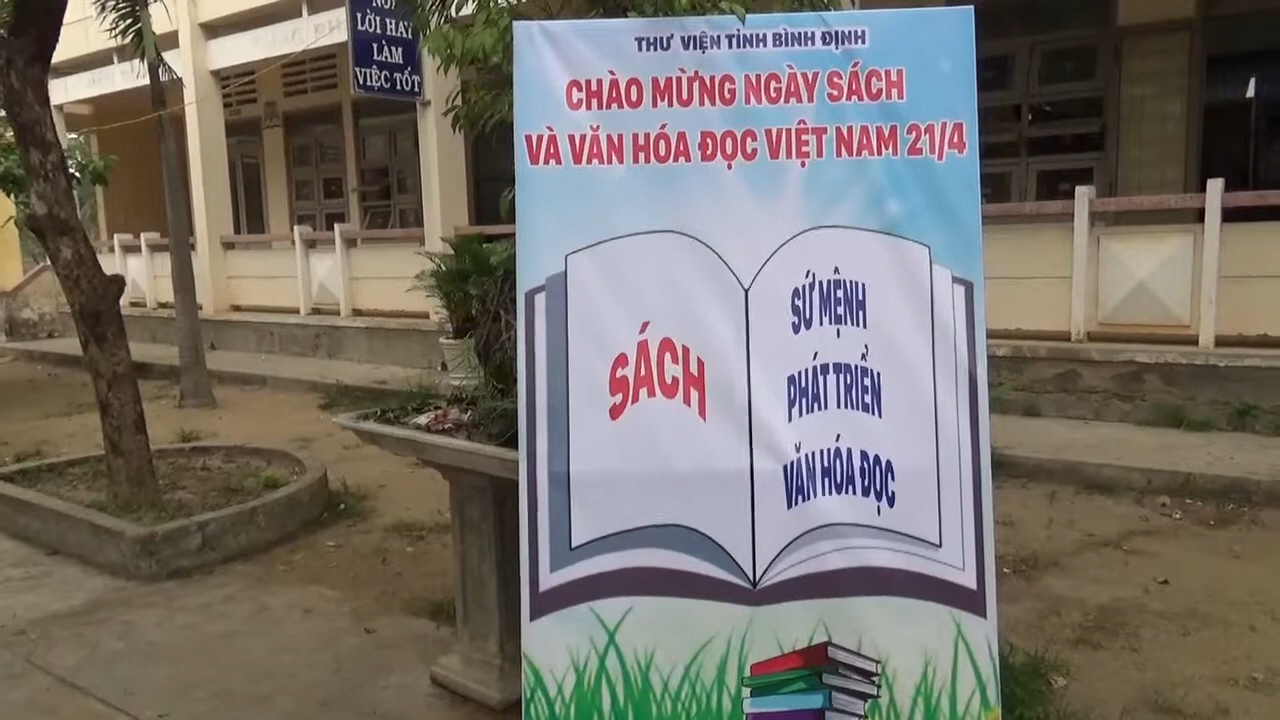 LỜI HAY
LÀM
VIỆC TỐT
THƯ VIỆN TỈNH BÌNH ĐỊNH
CHÀO MỪNG NGÀY SÁCH
VÀ VĂN HÓA ĐỌC VIỆT NAM 21/4
SÁCH
SỨ MỆNH
PHÁT TRIỂN
VĂN HÓA ĐỌC